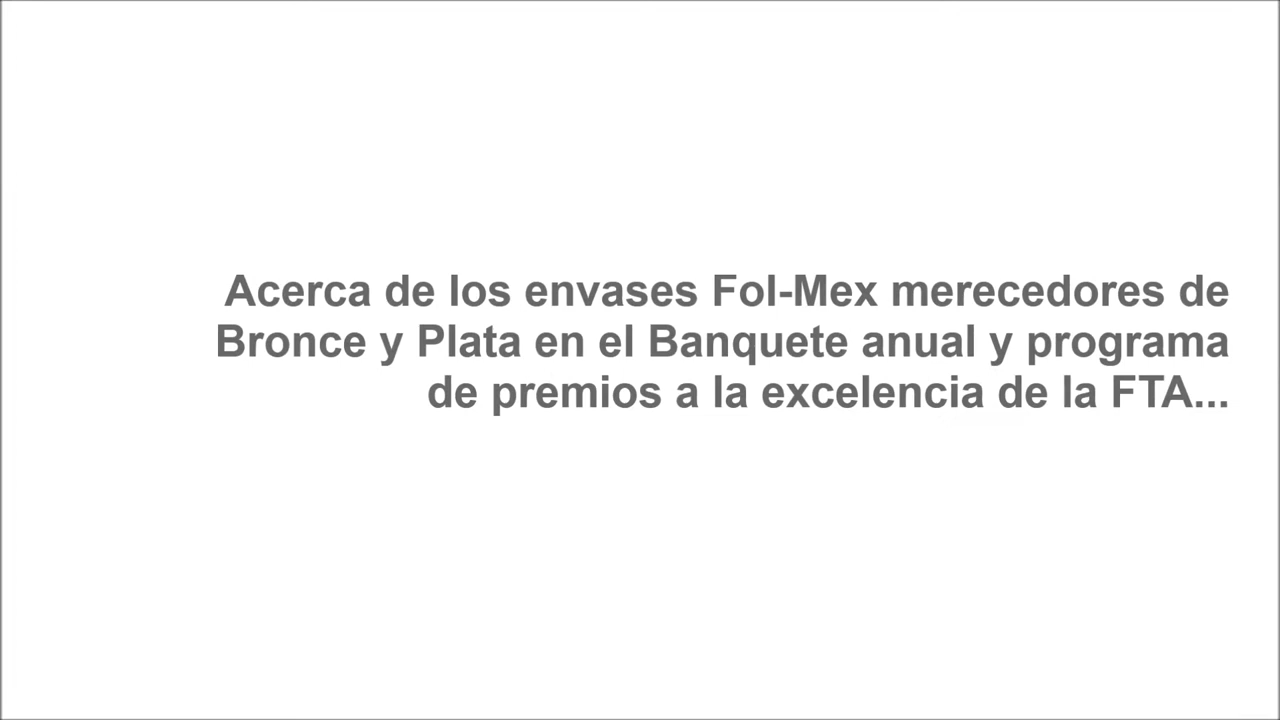 Acerca de los envases Fol-Mex merecedores de
Bronce y Plata en el Banquete anual y programa
de premios a la excelencia de la FTA...